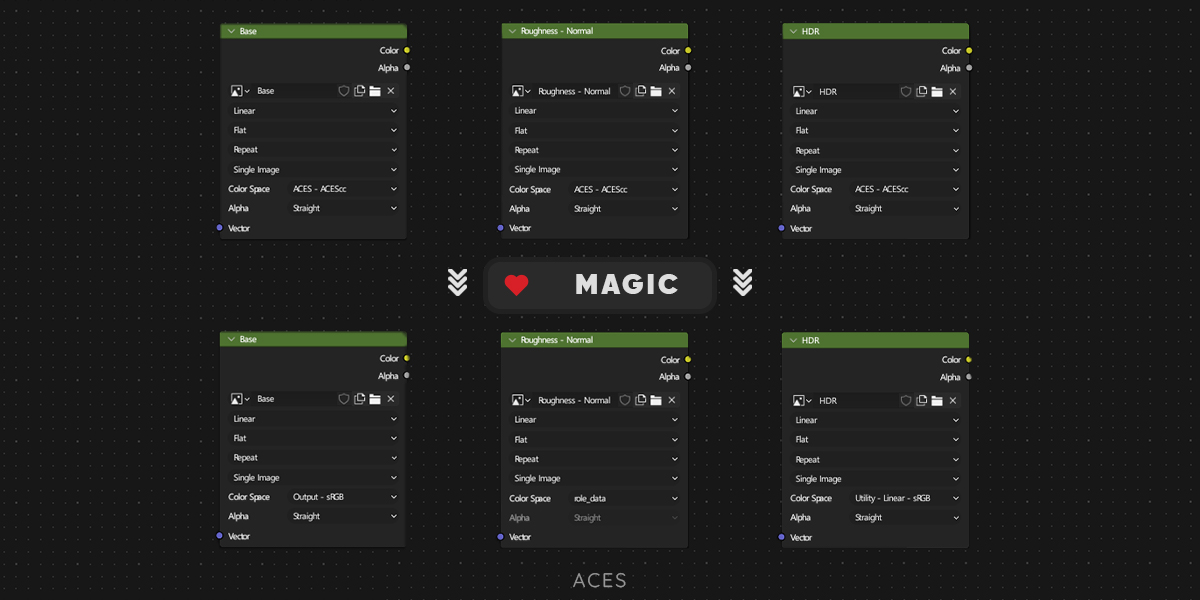 Base
Color
Alpha
Base
Linear
Flat
Repeat
Single Image
Color Space ACES - ACEScc
Alpha Straight
Vector
Roughness - Normal
Color
Alpha
Roughness - Normal
Linear
Flat
Repeat
Single Image
Color Space ACES - ACEScc
Alpha Straight
Vector
HDR
Color
Alpha
HDR
Linear
Flat
Repeat
Single Image
Color Space ACES - ACEScc
Alpha Straight
Vector
MAGIC
Base
Color
Alpha
Base
Linear
Flat
Repeat
Single Image
Color Space Output - sRGB
Alpha Straight
Vector
Roughness - Normal
Color
Alpha
Roughness - Normal
Linear
Flat
Repeat
Single Image
Color Space role_data
Alpha Straight
Vector
HDR
Color
Alpha
HDR
Linear
Flat
Repeat
Single Image
Color Space Utility - Linear - sRGB
Alpha Straight
Vector
ACES